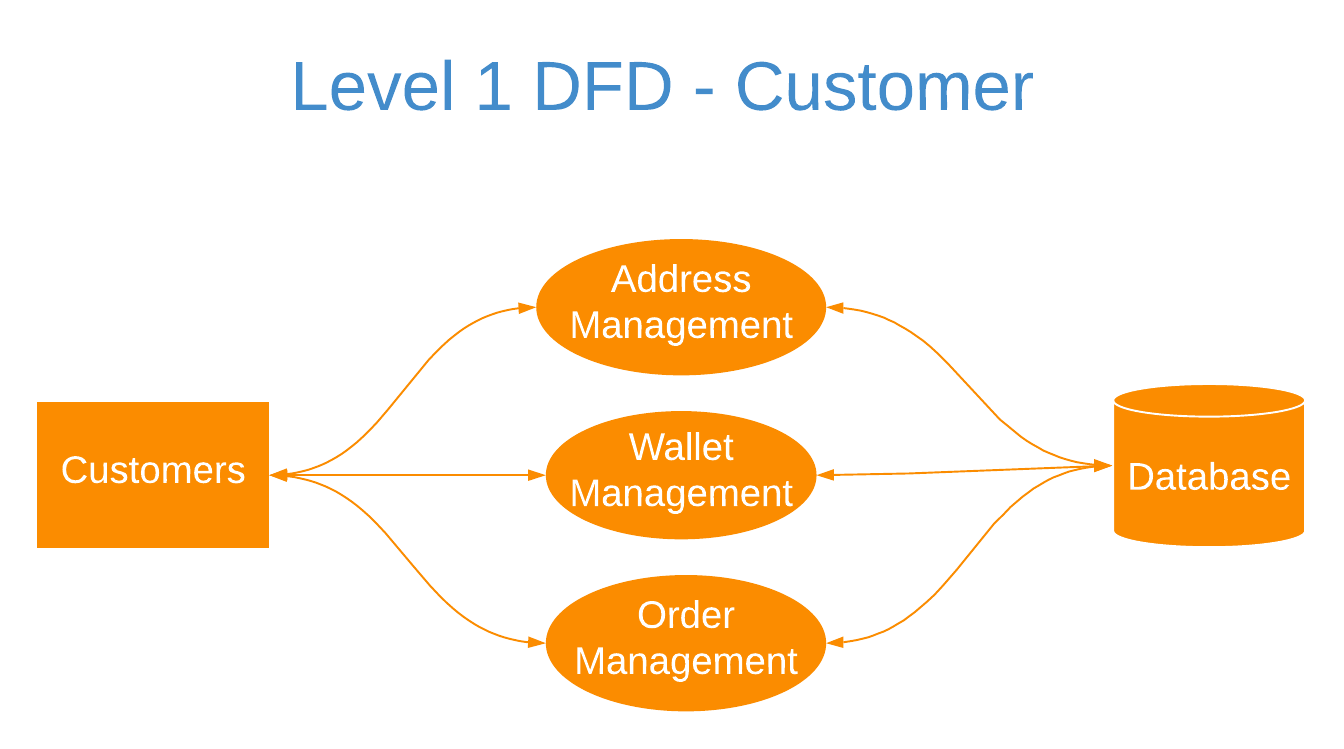 Level 1 DFD - Customer
Address
Management
Customers
Wallet
Management
Database
Order
Management